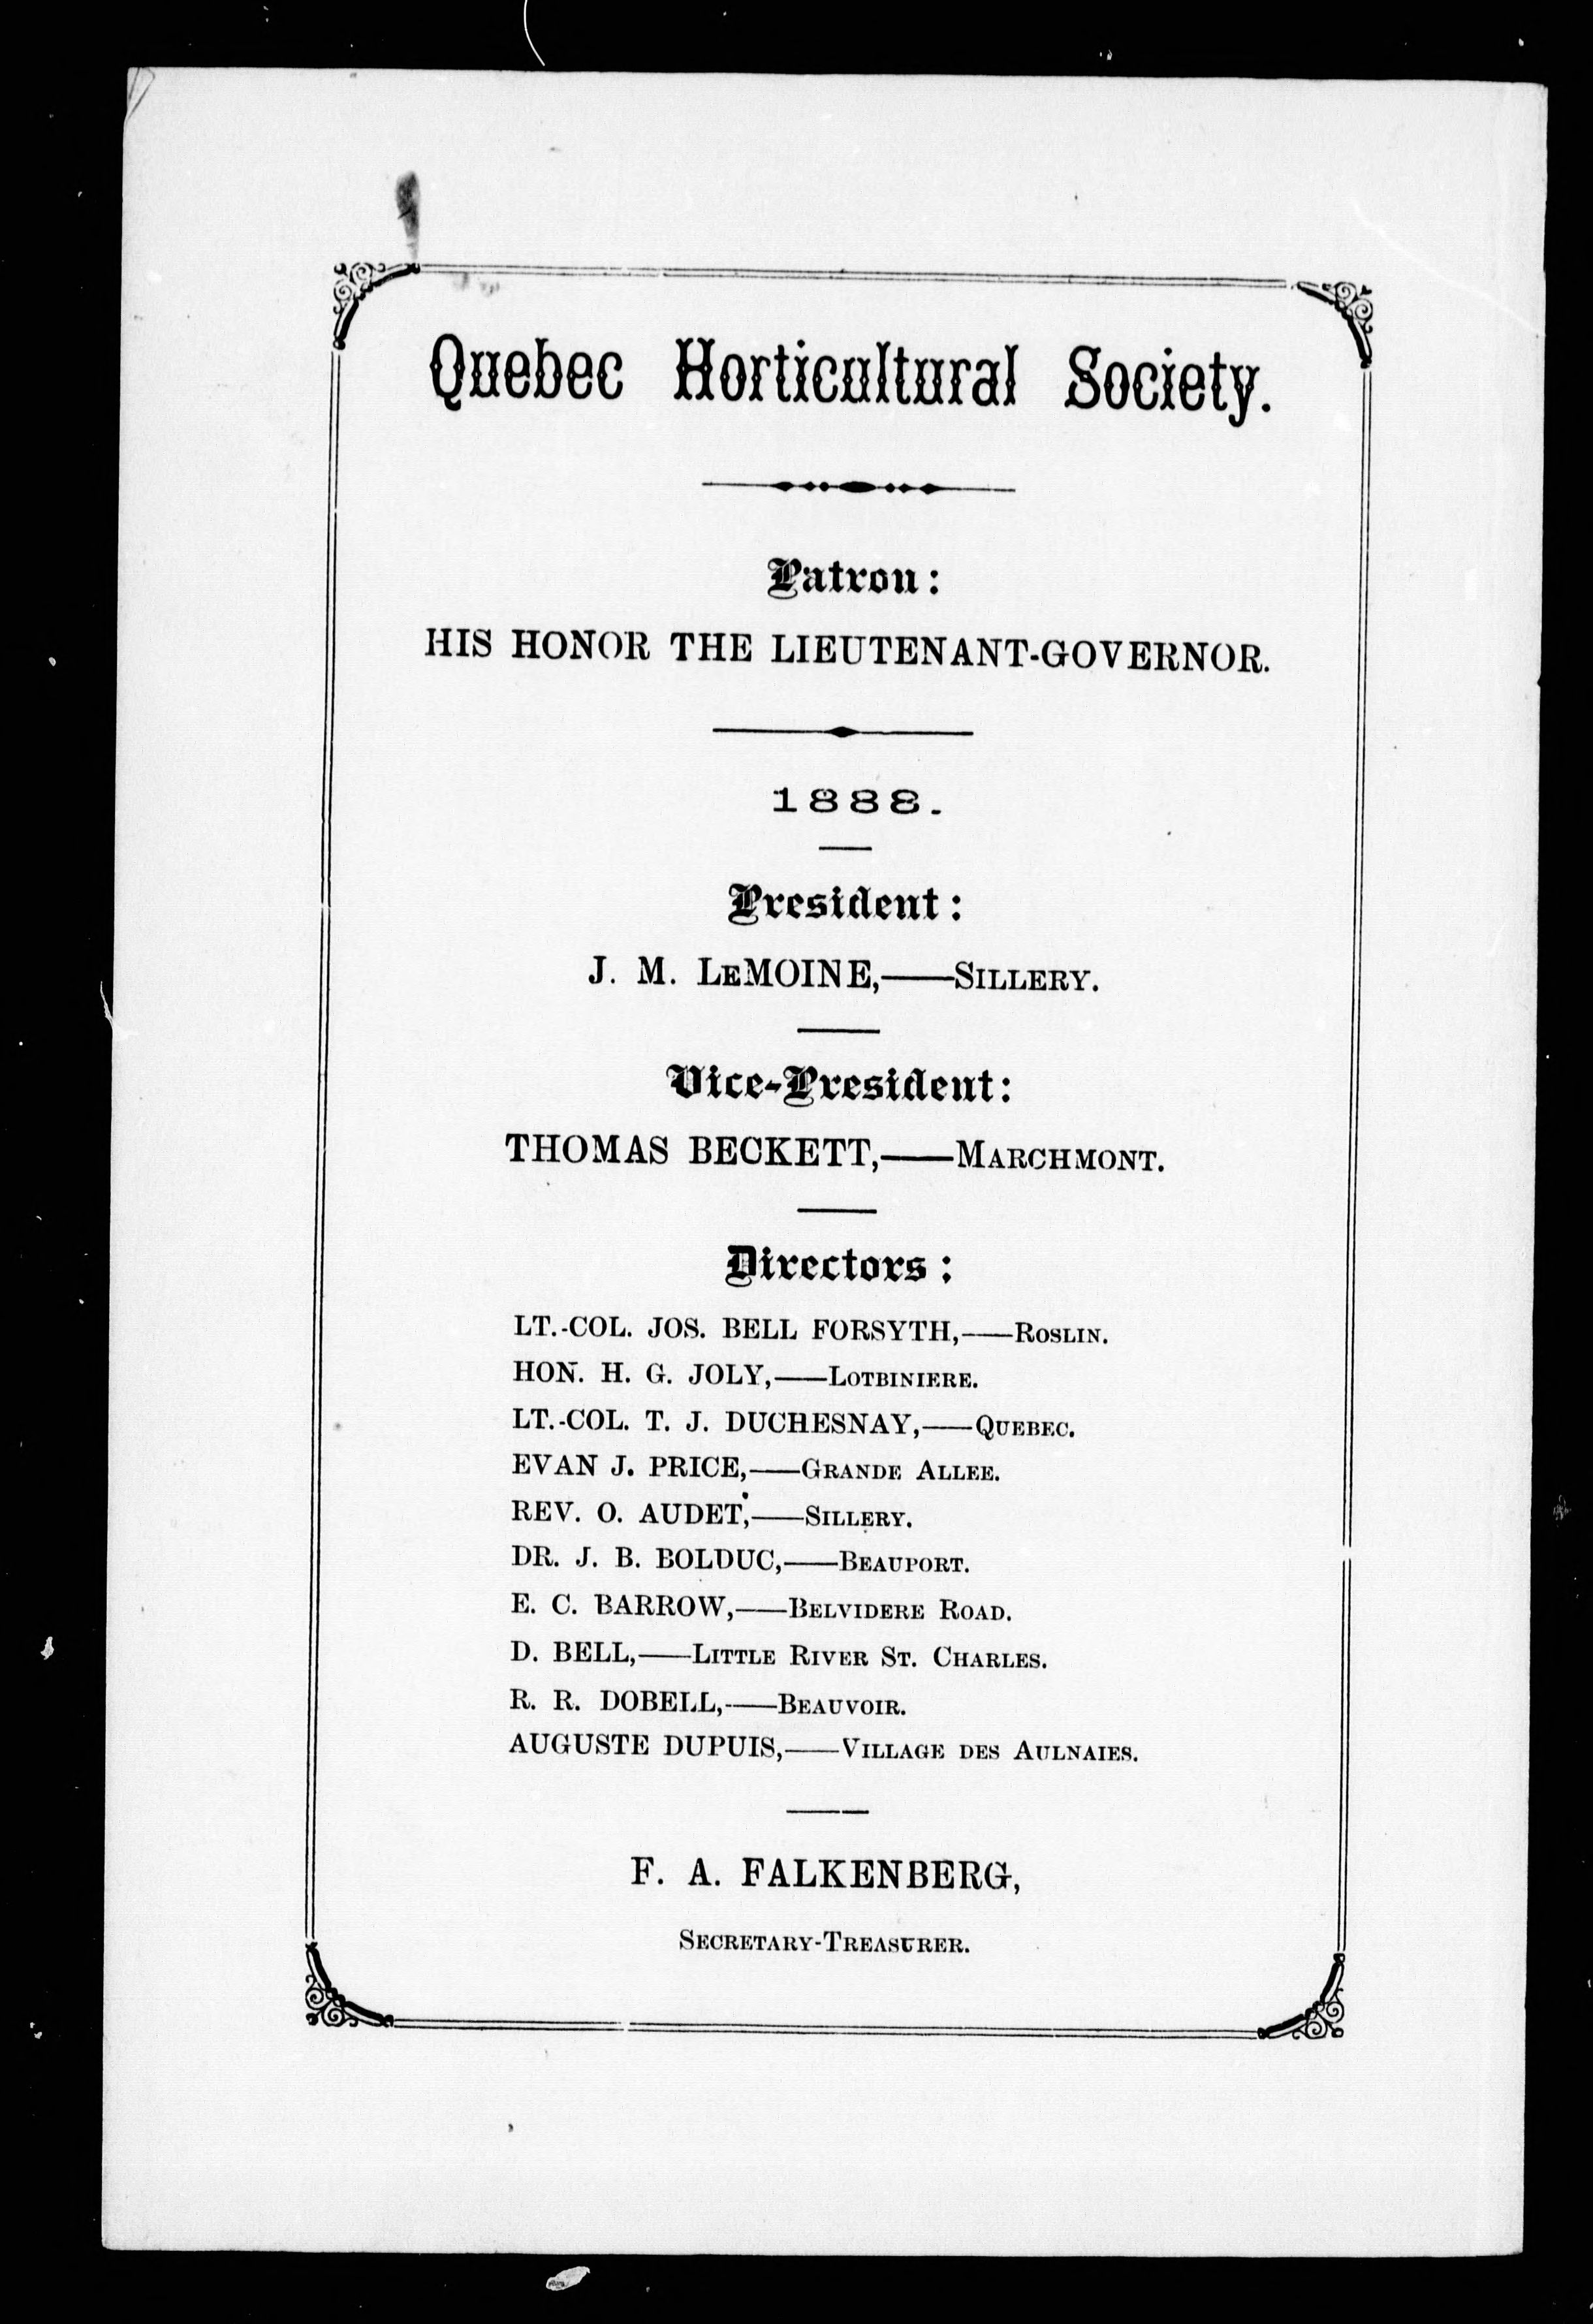 Quebec Horticultural Society.
Patron:
HIS HONOR THE LIEUTENANT-GOVERNOR.
1888.
President:
J. M. LEMOINE,——SILLERY.
Vice-President:
THOMAS BECKETT,——MARCHMONT.
Directors:
LT.-COL. JOS. BELL FORSYTH,——ROSLIN.
HON. H. G. JOLY,——LOTBINIERE.
LT.-COL. T. J. DUCHESNAY,——QUEBEC.
EVAN J. PRICE,——GRANDE ALLEE.
REV. O. AUDET,——SILLERY.
DR. J. B. BOLDUC,——BEAUPORT.
E. C. BARROW,——BELVIDERE ROAD.
D. BELL,——LITTLE RIVER ST. CHARLES.
R. R. DOBELL,——BEAUVOIR.
AUGUSTE DUPUIS,——VILLAGE DES AULNAIES.
F. A. FALKENBERG,
SECRETARY-TREASURER.